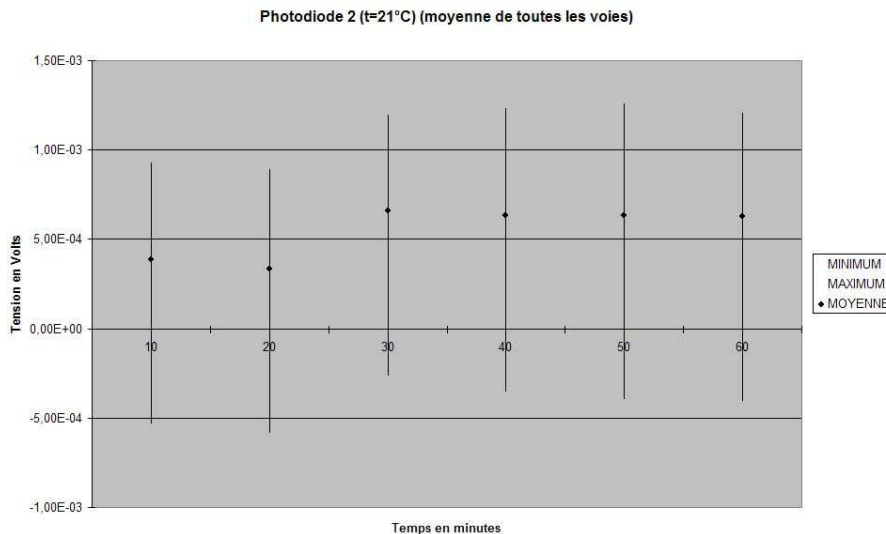 Photodiode 2 (t=21°C) (moyenne de toutes les voies)
1,50E-03
1,00E-03
5,00E-04
0,00E+00
-5,00E-04
-1,00E-03
Tension en Volts
10 20 30 40 50 60
Temps en minutes
MINIMUM
MAXIMUM
MOYENNE